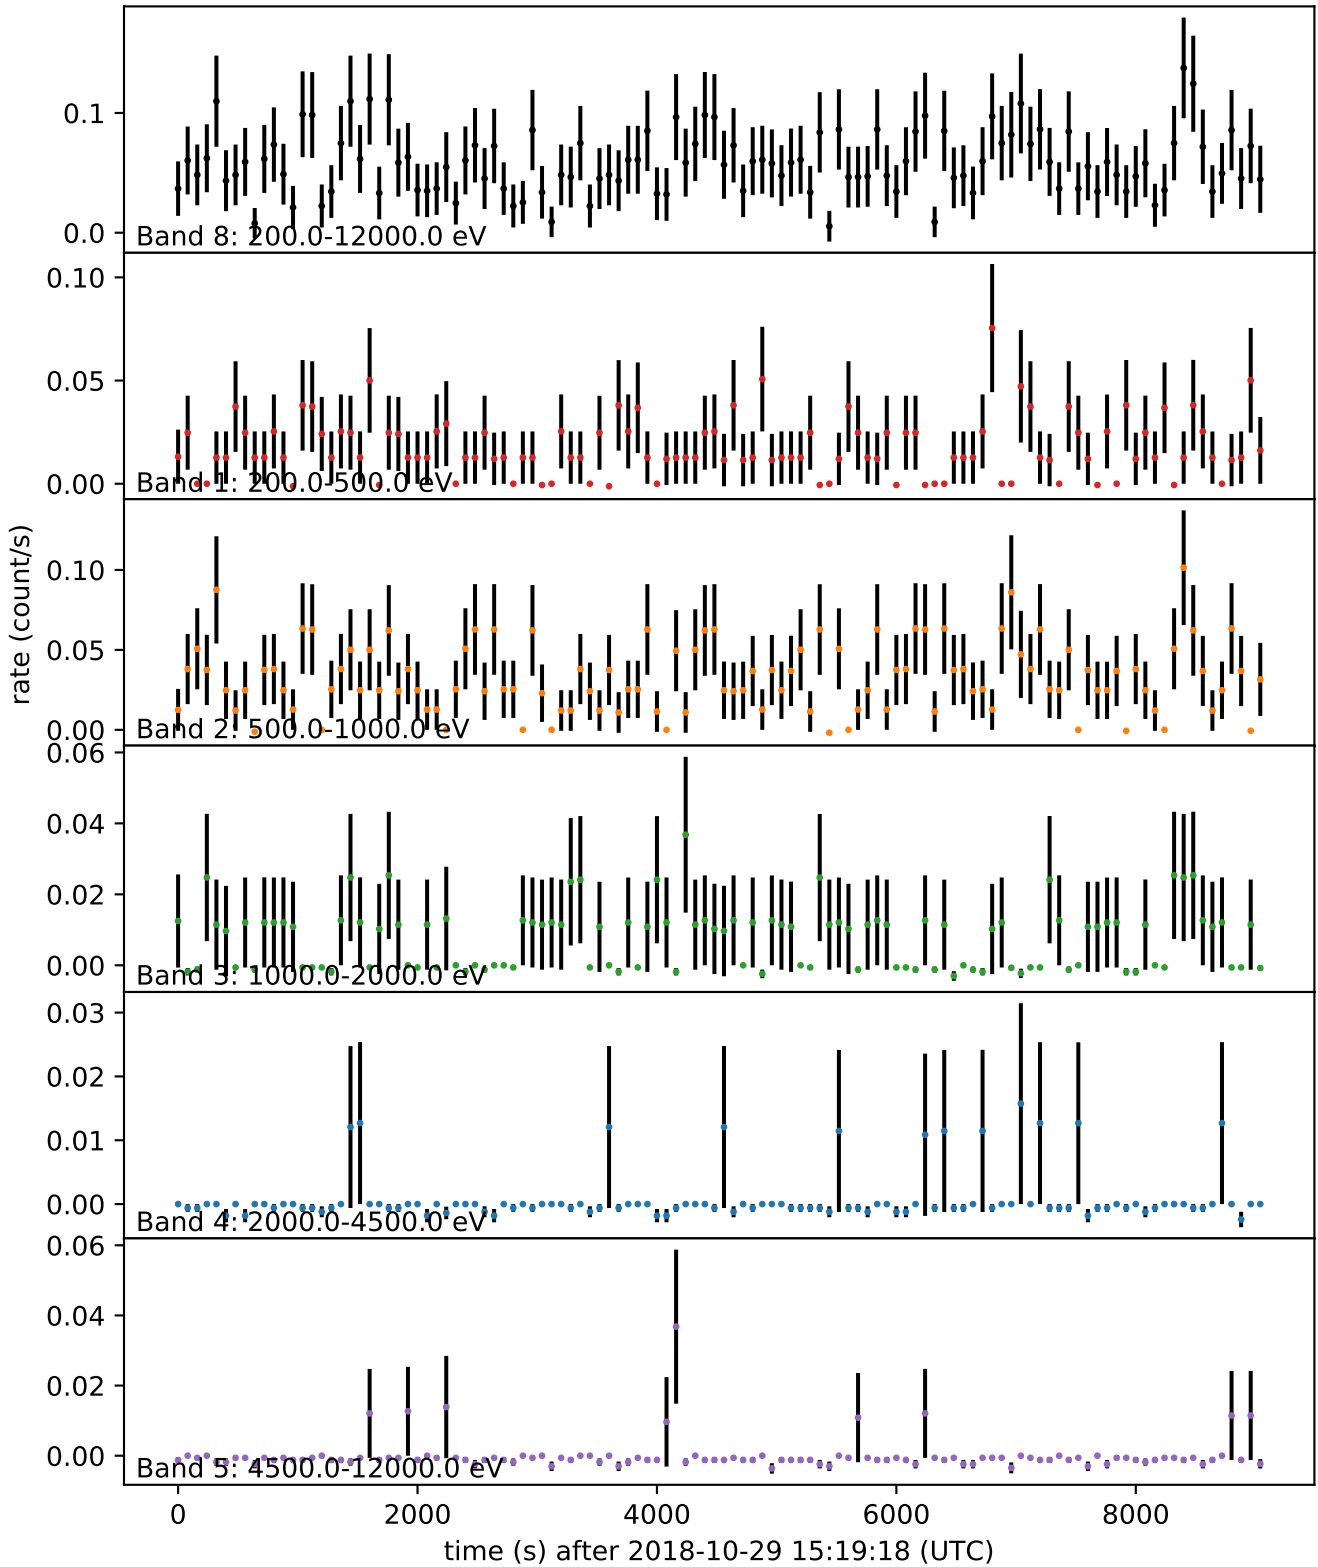 0.1
0.0
Band 8: 200.0-12000.0 eV
0.10
0.05
0.00
Band 1: 200.0-500.0 eV
0.10
0.05
0.00
Band 2: 500.0-1000.0 eV
rate (count/s)
0.06
0.04
0.02
0.00
Band 3: 1000.0-2000.0 eV
0.03
0.02
0.01
0.00
Band 4: 2000.0-4500.0 eV
0.06
0.04
0.02
0.00
Band 5: 4500.0-12000.0 eV
0 2000 4000 6000 8000
time (s) after 2018-10-29 15:19:18 (UTC)